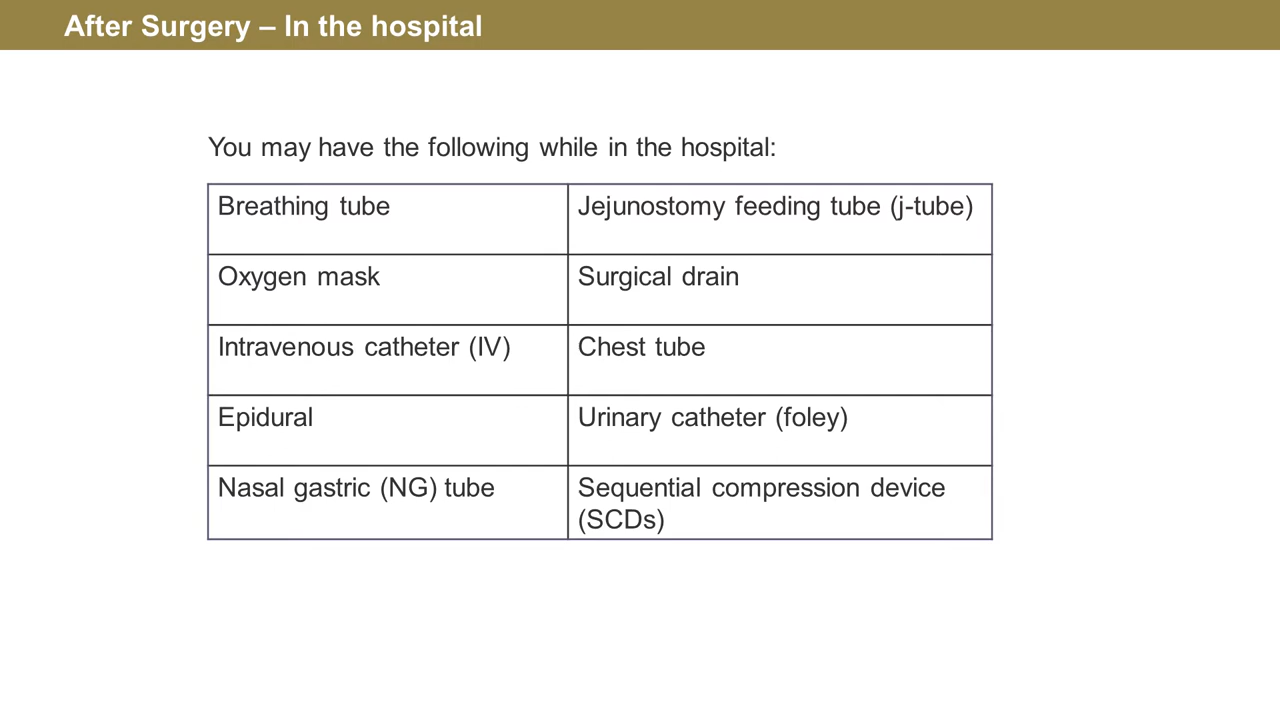 After Surgery – In the hospital
You may have the following while in the hospital:
Breathing tube
Jejunostomy feeding tube (j-tube)
Oxygen mask
Surgical drain
Intravenous catheter (IV)
Chest tube
Epidural
Urinary catheter (foley)
Nasal gastric (NG) tube
Sequential compression device
(SCDs)